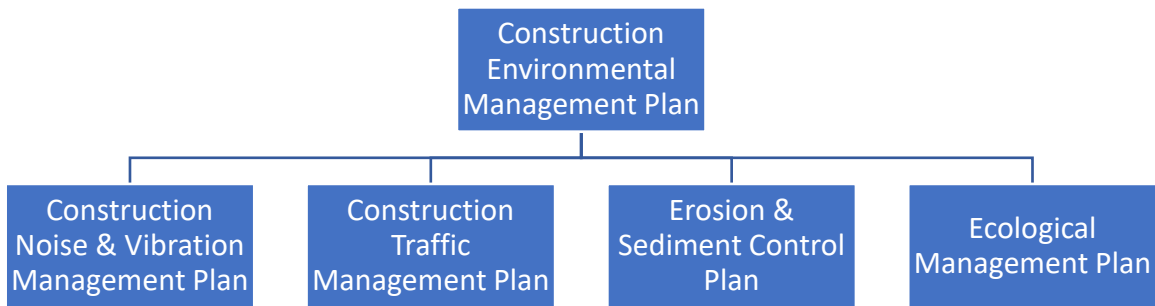 Construction
Environmental
Management Plan
Construction
Noise & Vibration
Management Plan
Construction
Traffic
Management Plan
Erosion &
Sediment Control
Plan
Ecological
Management Plan